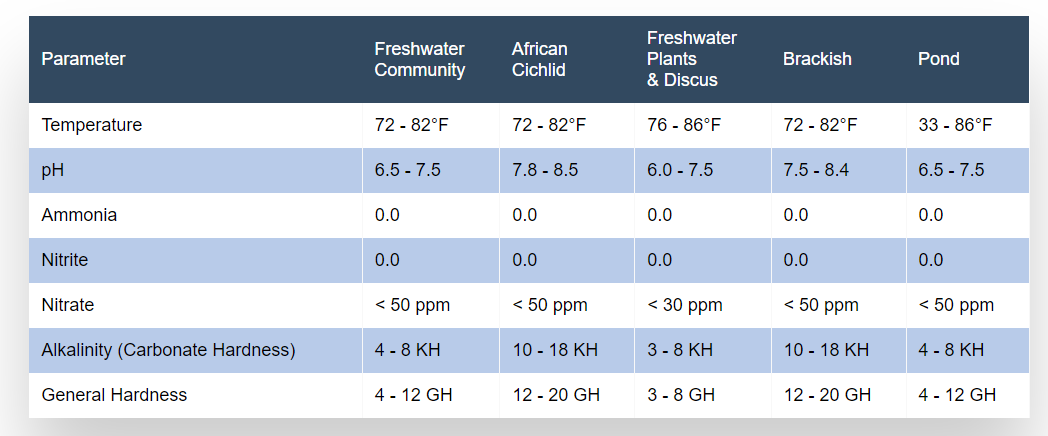 Parameter Freshwater Community African Cichlid Freshwater Plants & Discus Brackish Pond
Temperature 72 - 82°F 72 - 82°F 76 - 86°F 72 - 82°F 33 - 86°F
pH 6.5 - 7.5 7.8 - 8.5 6.0 - 7.5 7.5 - 8.4 6.5 - 7.5
Ammonia 0.0 0.0 0.0 0.0 0.0
Nitrite 0.0 0.0 0.0 0.0 0.0
Nitrate < 50 ppm < 50 ppm < 30 ppm < 50 ppm < 50 ppm
Alkalinity (Carbonate Hardness) 4 - 8 KH 10 - 18 KH 3 - 8 KH 10 - 18 KH 4 - 8 KH
General Hardness 4 - 12 GH 12 - 20 GH 3 - 8 GH 12 - 20 GH 4 - 12 GH